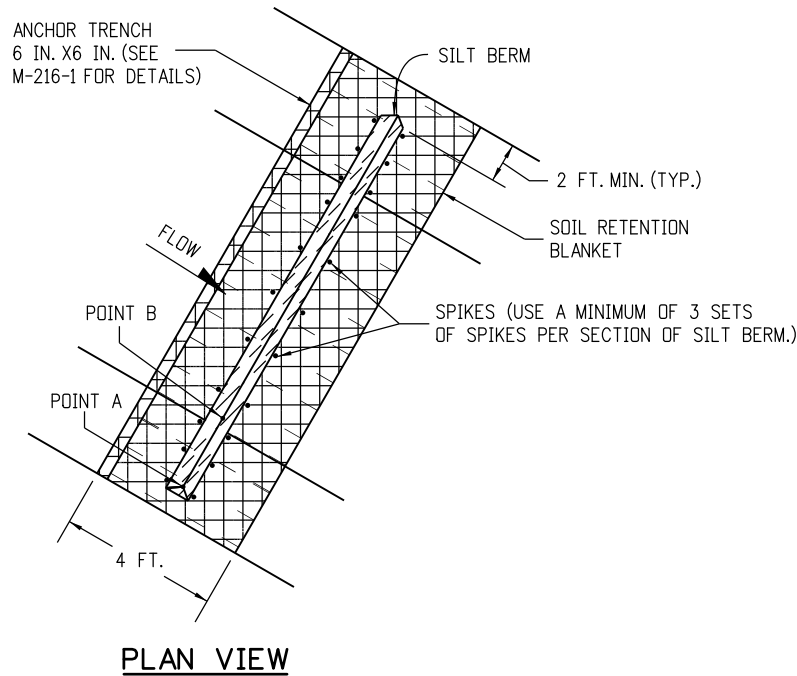 ANCHOR TRENCH
6 IN. X6 IN. (SEE
M-216-1 FOR DETAILS)
SILT BERM
2 FT. MIN. (TYP.)
SOIL RETENTION
BLANKET
FLOW
POINT B
SPIKES (USE A MINIMUM OF 3 SETS
OF SPIKES PER SECTION OF SILT BERM.)
POINT A
4 FT.
PLAN VIEW